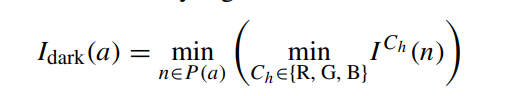 I_dark(a) = min_{n∈P(a)} ( min_{C_h∈{R, G, B}} I^{C_h}(n) )